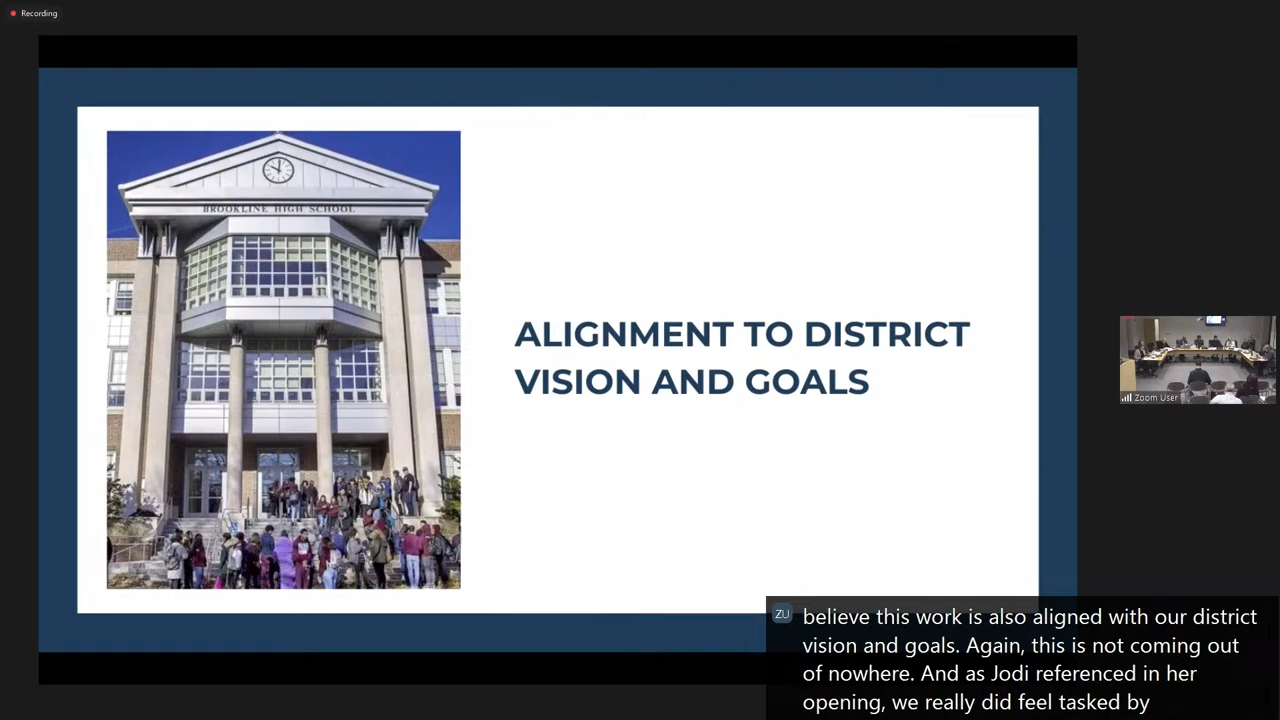 Recording
BROOKLINE HIGH SCHOOL
ALIGNMENT TO DISTRICT
VISION AND GOALS
Zoom User
ZU
believe this work is also aligned with our district
vision and goals. Again, this is not coming out
of nowhere. And as Jodi referenced in her
opening, we really did feel tasked by